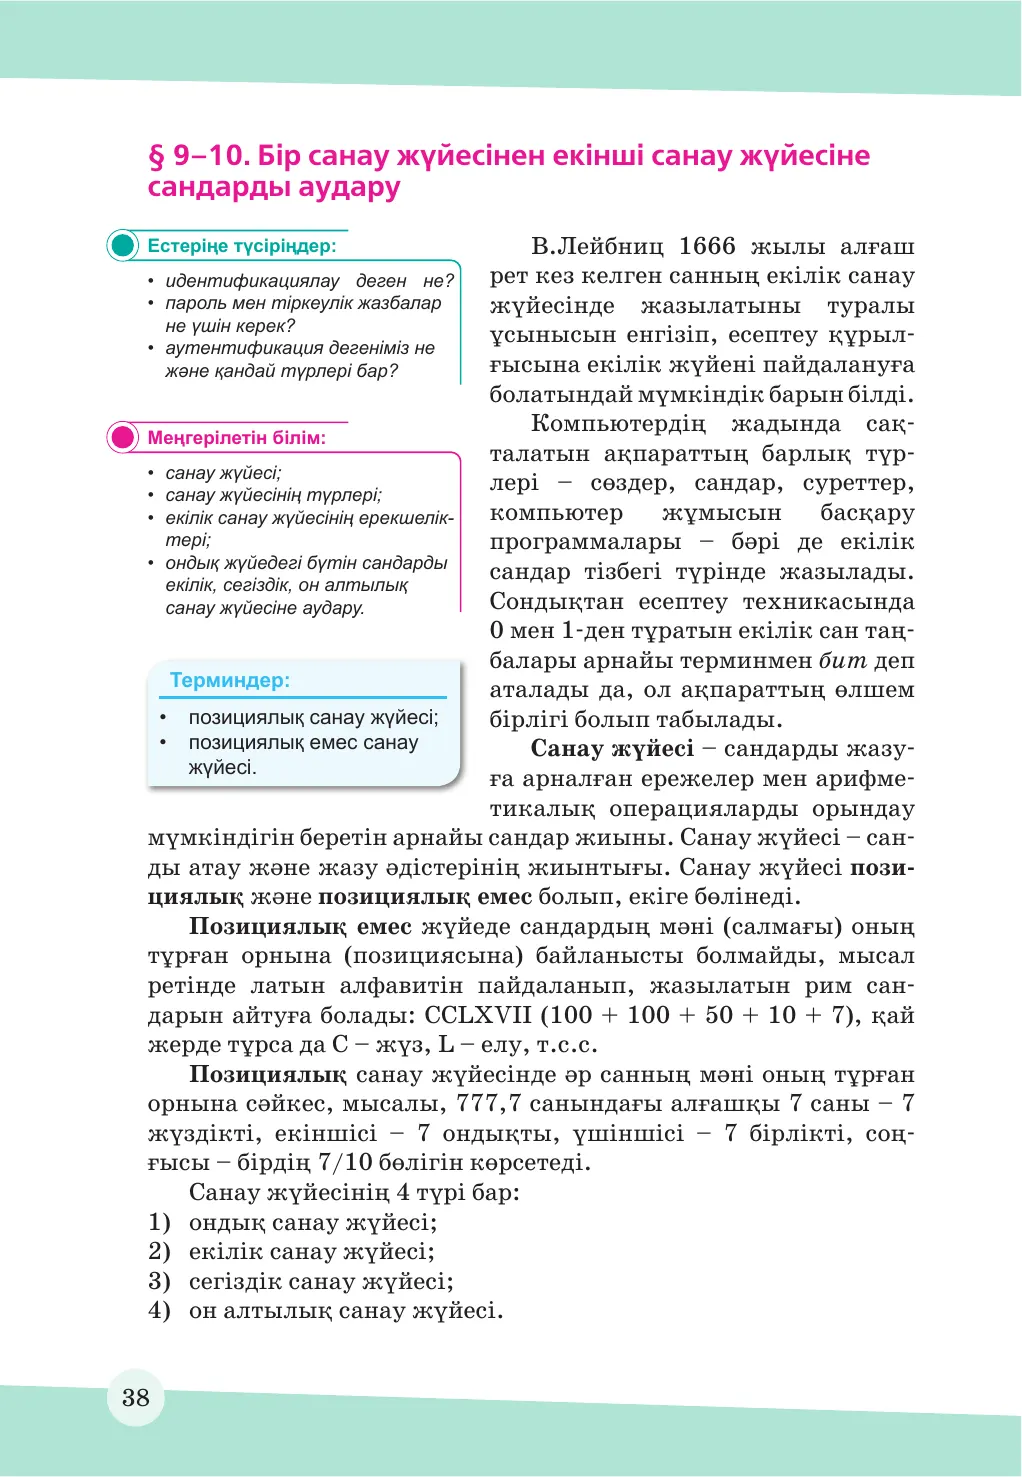 § 9–10. Бір санау жүйесінен екінші санау жүйесіне
сандарды аудару
Естеріңе түсіріңдер:
• идентификациялау деген не?
• пароль мен тіркеулік жазбалар
не үшін керек?
• аутентификация дегеніміз не
және қандай түрлері бар?
Меңгерілетін білім:
• санау жүйесі;
• санау жүйесінің түрлері;
• екілік санау жүйесінің ерекшелік-
тері;
• ондық жүйедегі бүтін сандарды
екілік, сегіздік, он алтылық
санау жүйесіне аудару.
Терминдер:
• позициялық санау жүйесі;
• позициялық емес санау
жүйесі.
В.Лейбниц 1666 жылы алғаш
рет кез келген санның екілік санау
жүйесінде жазылатыны туралы
ұсынысын енгізіп, есептеу құрыл-
ғысына екілік жүйені пайдалануға
болатындай мүмкіндік барын білді.
Компьютердің жадында сақ-
талатын ақпараттың барлық түр-
лері – сөздер, сандар, суреттер,
компьютер жұмысын басқару
программалары – бәрі де екілік
сандар тізбегі түрінде жазылады.
Сондықтан есептеу техникасында
0 мен 1-ден тұратын екілік сан таң-
балары арнайы терминмен бит деп
аталады да, ол ақпараттың өлшем
бірлігі болып табылады.
Санау жүйесі – сандарды жазу-
ға арналған ережелер мен арифме-
тикалық операцияларды орындау
мүмкіндігін беретін арнайы сандар жиыны. Санау жүйесі – сан-
ды атау және жазу әдістерінің жиынтығы. Санау жүйесі пози-
циялық және позициялық емес болып, екіге бөлінеді.
Позициялық емес жүйеде сандардың мәні (салмағы) оның
тұрған орнына (позициясына) байланысты болмайды, мысал
ретінде латын алфавитін пайдаланып, жазылатын рим сан-
дарын айтуға болады: CCLXVII (100 + 100 + 50 + 10 + 7), қай
жерде тұрса да C – жүз, L – елу, т.с.с.
Позициялық санау жүйесінде әр санның мәні оның тұрған
орнына сәйкес, мысалы, 777,7 санындағы алғашқы 7 саны – 7
жүздікті, екіншісі – 7 ондықты, үшіншісі – 7 бірлікті, соң-
ғысы – бірдің 7/10 бөлігін көрсетеді.
Санау жүйесінің 4 түрі бар:
1) ондық санау жүйесі;
2) екілік санау жүйесі;
3) сегіздік санау жүйесі;
4) он алтылық санау жүйесі.
38